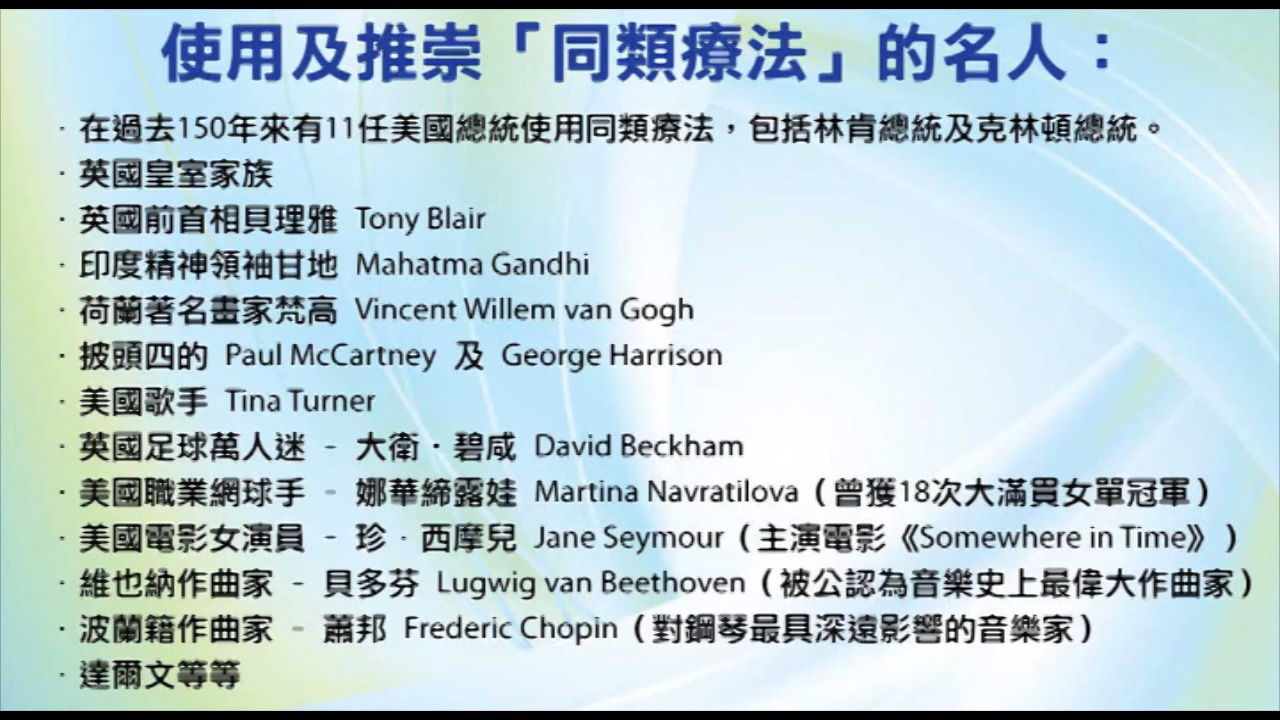 使用及推崇「同類療法」的名人：
· 在過去150年來有11任美國總統使用同類療法，包括林肯總統及克林頓總統。
· 英國皇室家族
· 英國前首相貝理雅 Tony Blair
· 印度精神領袖甘地 Mahatma Gandhi
· 荷蘭著名畫家梵高 Vincent Willem van Gogh
· 披頭四的 Paul McCartney 及 George Harrison
· 美國歌手 Tina Turner
· 英國足球萬人迷 - 大衛·碧咸 David Beckham
· 美國職業網球手 - 娜華締露娃 Martina Navratilova（曾獲18次大滿貫女單冠軍）
· 美國電影女演員 - 珍·西摩兒 Jane Seymour（主演電影《Somewhere in Time》）
· 維也納作曲家 - 貝多芬 Lugwig van Beethoven（被公認為音樂史上最偉大作曲家）
· 波蘭籍作曲家 - 蕭邦 Frederic Chopin（對鋼琴最具深遠影響的音樂家）
· 達爾文等等